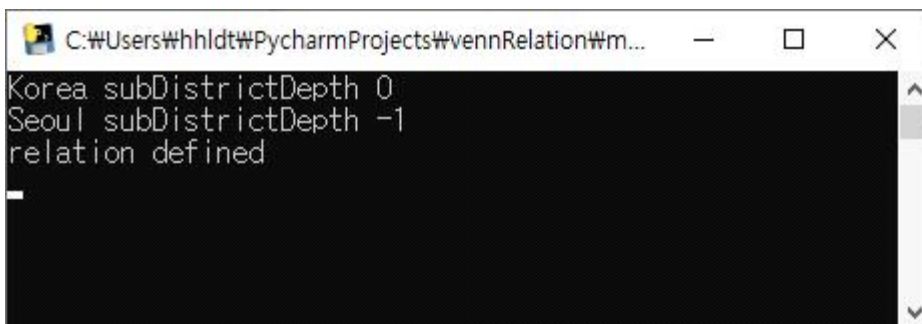 C:₩Users₩hhldt₩PycharmProjects₩vennRelation₩m...
Korea subDistrictDepth 0
Seoul subDistrictDepth -1
relation defined